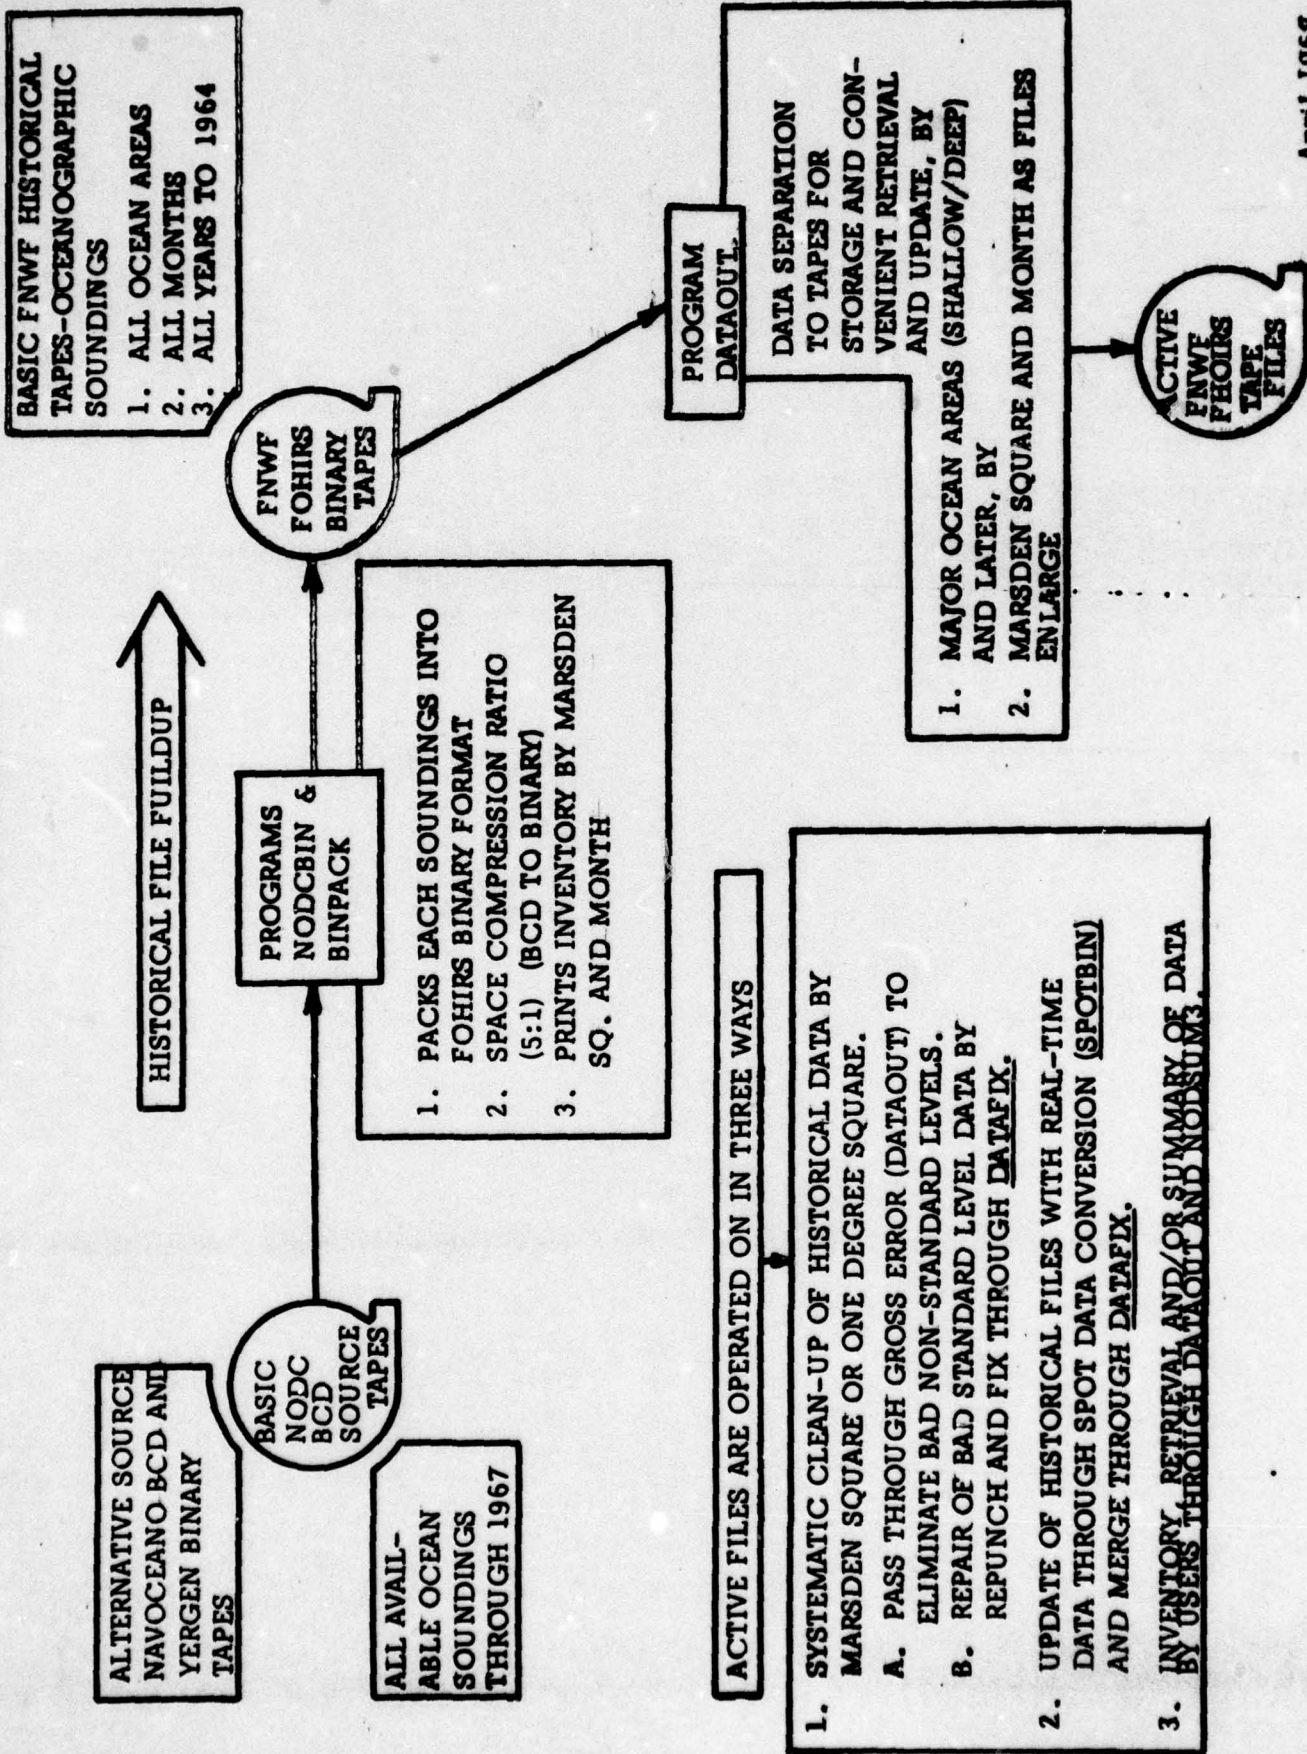 ALTERNATIVE SOURCE
NAVOCEANO BCD AND
YERGEN BINARY
TAPES
BASIC
NODC
BCD
SOURCE
TAPES
ALL AVAIL-
ABLE OCEAN
SOUNDINGS
THROUGH 1967
HISTORICAL FILE FUILDUP
PROGRAMS
NODCBIN &
BINPACK
1. PACKS EACH SOUNDINGS INTO
FOHIRS BINARY FORMAT
2. SPACE COMPRESSION RATIO
(5:1) (BCD TO BINARY)
3. PRINTS INVENTORY BY MARSDEN
SQ. AND MONTH
BASIC FNWF HISTORICAL
TAPES-OCEANOGRAPHIC
SOUNDINGS
1. ALL OCEAN AREAS
2. ALL MONTHS
3. ALL YEARS TO 1964
FNWF
FOHIRS
BINARY
TAPES
PROGRAM
DATAOUT
DATA SEPARATION
TO TAPES FOR
STORAGE AND CON-
VENIENT RETRIEVAL
AND UPDATE, BY
1. MAJOR OCEAN AREAS (SHALLOW/DEEP)
AND LATER, BY
2. MARSDEN SQUARE AND MONTH AS FILES
ENLARGE
ACTIVE
FNWF
FHOIRS
TAPE
FILES
ACTIVE FILES ARE OPERATED ON IN THREE WAYS
1. SYSTEMATIC CLEAN-UP OF HISTORICAL DATA BY
MARSDEN SQUARE OR ONE DEGREE SQUARE.
A. PASS THROUGH GROSS ERROR (DATAOUT) TO
ELIMINATE BAD NON-STANDARD LEVELS.
B. REPAIR OF BAD STANDARD LEVEL DATA BY
REPUNCH AND FIX THROUGH DATAFIX.
2. UPDATE OF HISTORICAL FILES WITH REAL-TIME
DATA THROUGH SPOT DATA CONVERSION (SPOTBIN)
AND MERGE THROUGH DATAFIX.
3. INVENTORY, RETRIEVAL AND/OR SUMMARY OF DATA
BY USERS THROUGH DATAOUT AND NODSUM3.
April